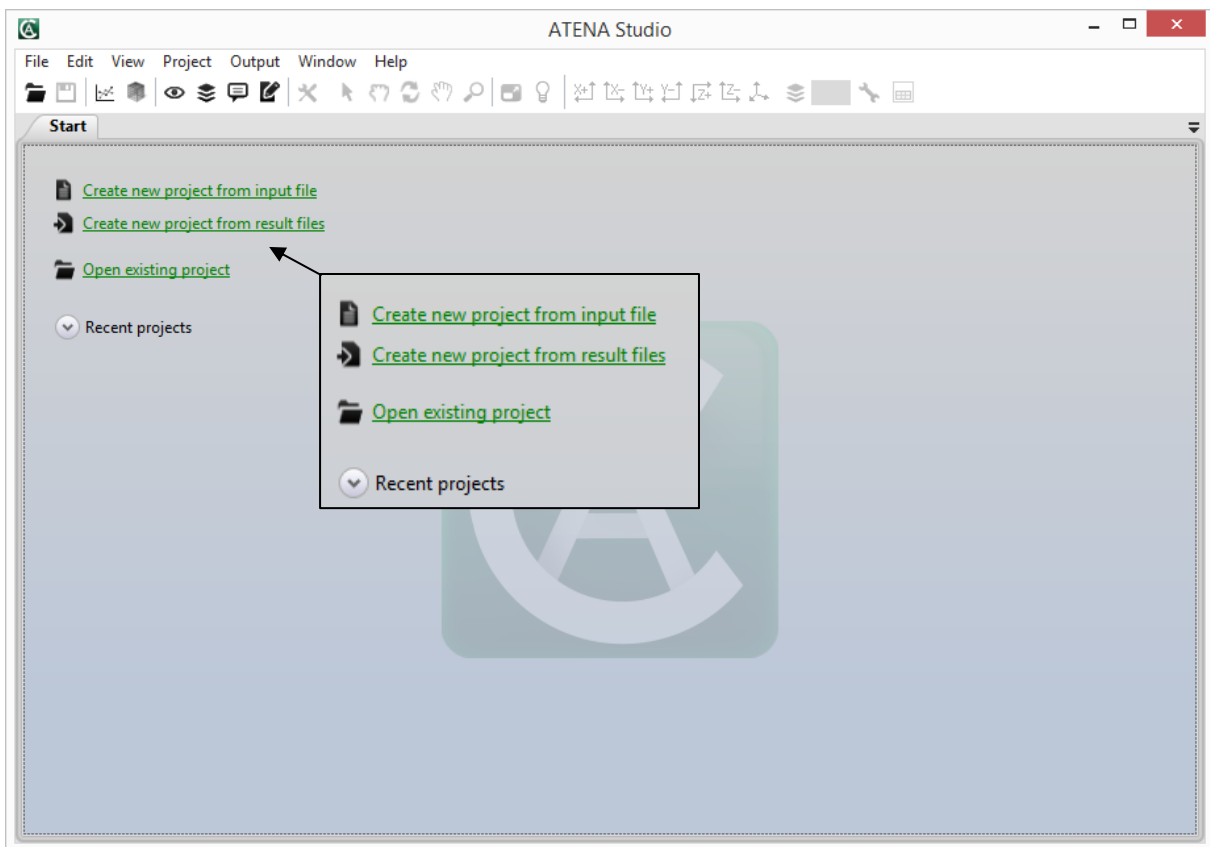 ATENA Studio
File Edit View Project Output Window Help
X+ X- Y+ Y- Z+ Z-
Start
Create new project from input file
Create new project from result files
Open existing project
Recent projects
Create new project from input file
Create new project from result files
Open existing project
Recent projects